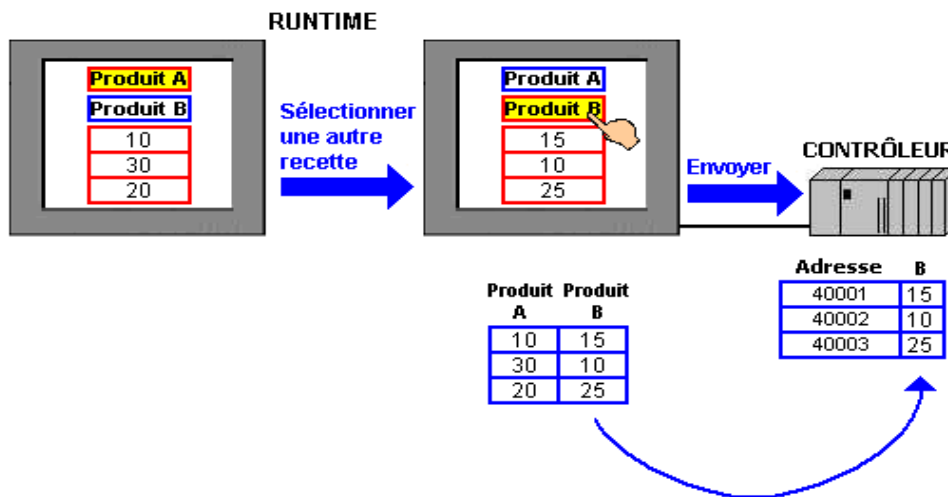 RUNTIME
Produit A
Produit B
10
30
20
Sélectionner
une autre
recette
Produit A
Produit B
15
10
25
Envoyer
CONTRÔLEUR
Adresse B
40001 15
40002 10
40003 25
Produit Produit
A B
10 15
30 10
20 25